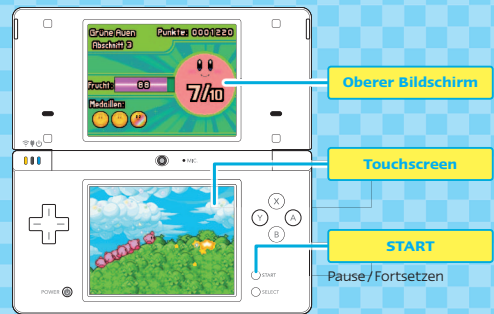 Grüne Auen Punkte: 0001220
Abschnitt 3
Frucht: 88
7/10
Medaillen:
Oberer Bildschirm
MIC
Touchscreen
X
Y A
B
START
START
Pause/Fortsetzen
POWER
SELECT